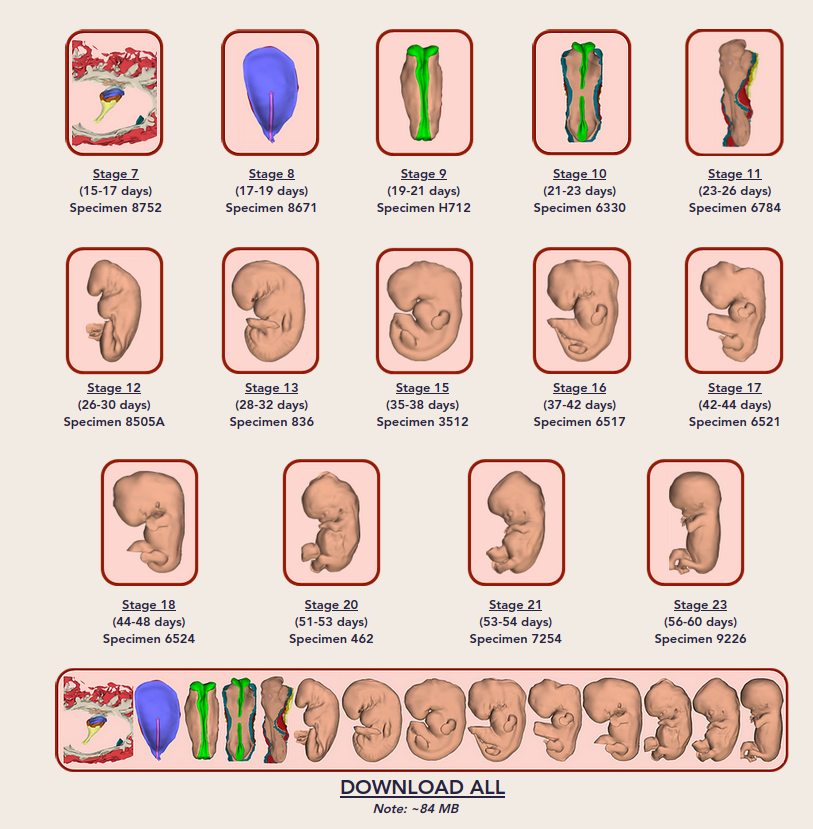 Stage 7
(15-17 days)
Specimen 8752
Stage 8
(17-19 days)
Specimen 8671
Stage 9
(19-21 days)
Specimen H712
Stage 10
(21-23 days)
Specimen 6330
Stage 11
(23-26 days)
Specimen 6784
Stage 12
(26-30 days)
Specimen 8505A
Stage 13
(28-32 days)
Specimen 836
Stage 15
(35-38 days)
Specimen 3512
Stage 16
(37-42 days)
Specimen 6517
Stage 17
(42-44 days)
Specimen 6521
Stage 18
(44-48 days)
Specimen 6524
Stage 20
(51-53 days)
Specimen 462
Stage 21
(53-54 days)
Specimen 7254
Stage 23
(56-60 days)
Specimen 9226
DOWNLOAD ALL
Note: ~84 MB